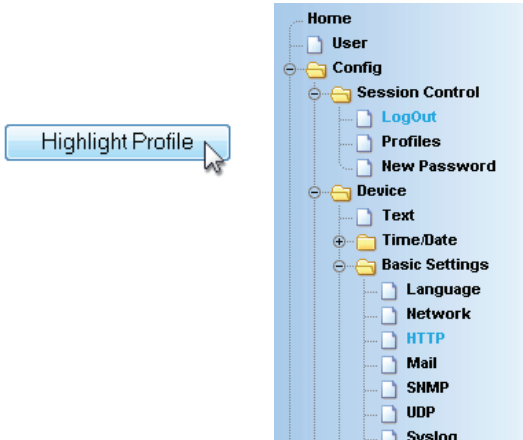 Highlight Profile
Home
User
Config
Session Control
LogOut
Profiles
New Password
Device
Text
Time/Date
Basic Settings
Language
Network
HTTP
Mail
SNMP
UDP
Syslog